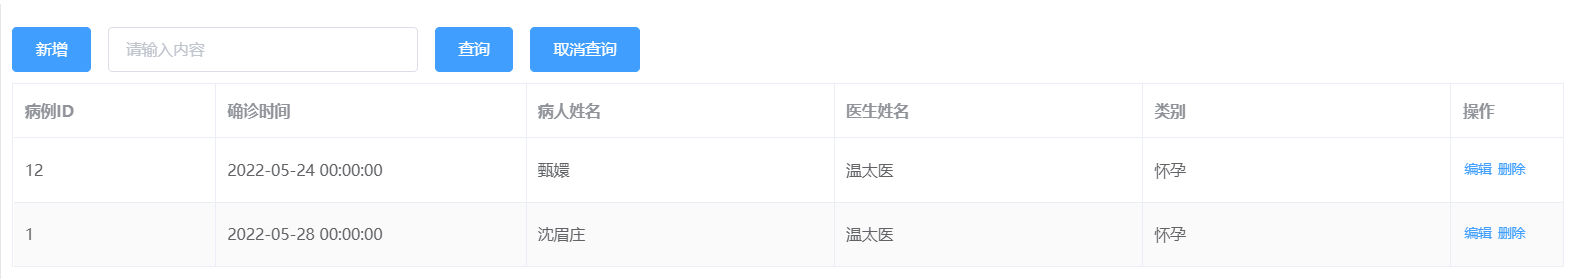 新增 请输入内容 查询 取消查询
病例ID 确诊时间 病人姓名 医生姓名 类别 操作
12 2022-05-24 00:00:00 甄嬛 温太医 怀孕 编辑 删除
1 2022-05-28 00:00:00 沈眉庄 温太医 怀孕 编辑 删除